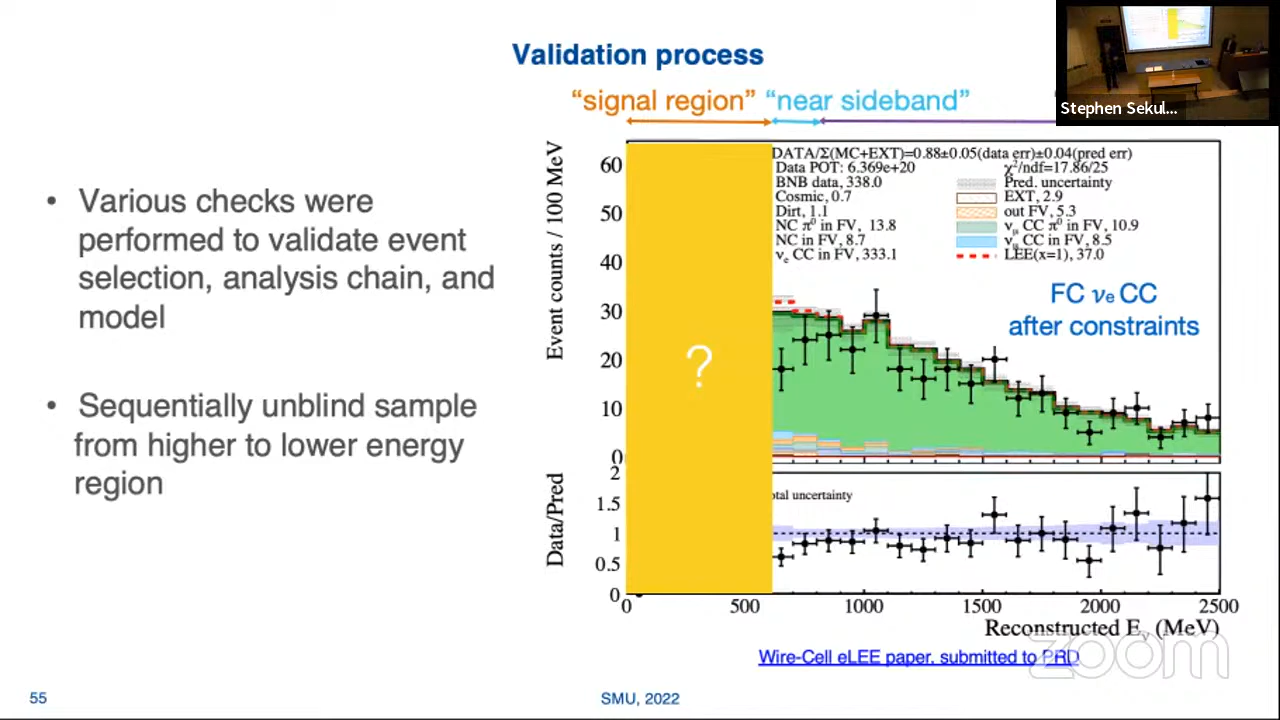 Validation process
Stephen Sekul...
"signal region" "near sideband"
• Various checks were
performed to validate event
selection, analysis chain, and
model
• Sequentially unblind sample
from higher to lower energy
region
Event counts / 100 MeV
60
50
40
30
20
10
0
?
DATA/Σ(MC+EXT)=0.88±0.05(data err)±0.04(pred err)
Data POT: 6.369e+20
χ²/ndf=17.86/25
BNB data, 338.0
Pred. uncertainty
Cosmic, 0.7
EXT, 2.9
Dirt, 1.1
out FV, 5.3
NC π⁰ in FV, 13.8
νμ CC π⁰ in FV, 10.9
NC in FV, 8.7
νμ CC in FV, 8.5
νe CC in FV, 333.1
LEE(x=1), 37.0
FC νe CC
after constraints
Data/Pred
2
1.5
1
0.5
0
otal uncertainty
0 500 1000 1500 2000 2500
Reconstructed Eν (MeV)
Wire-Cell eLEE paper, submitted to PRD
zoom
55
SMU, 2022